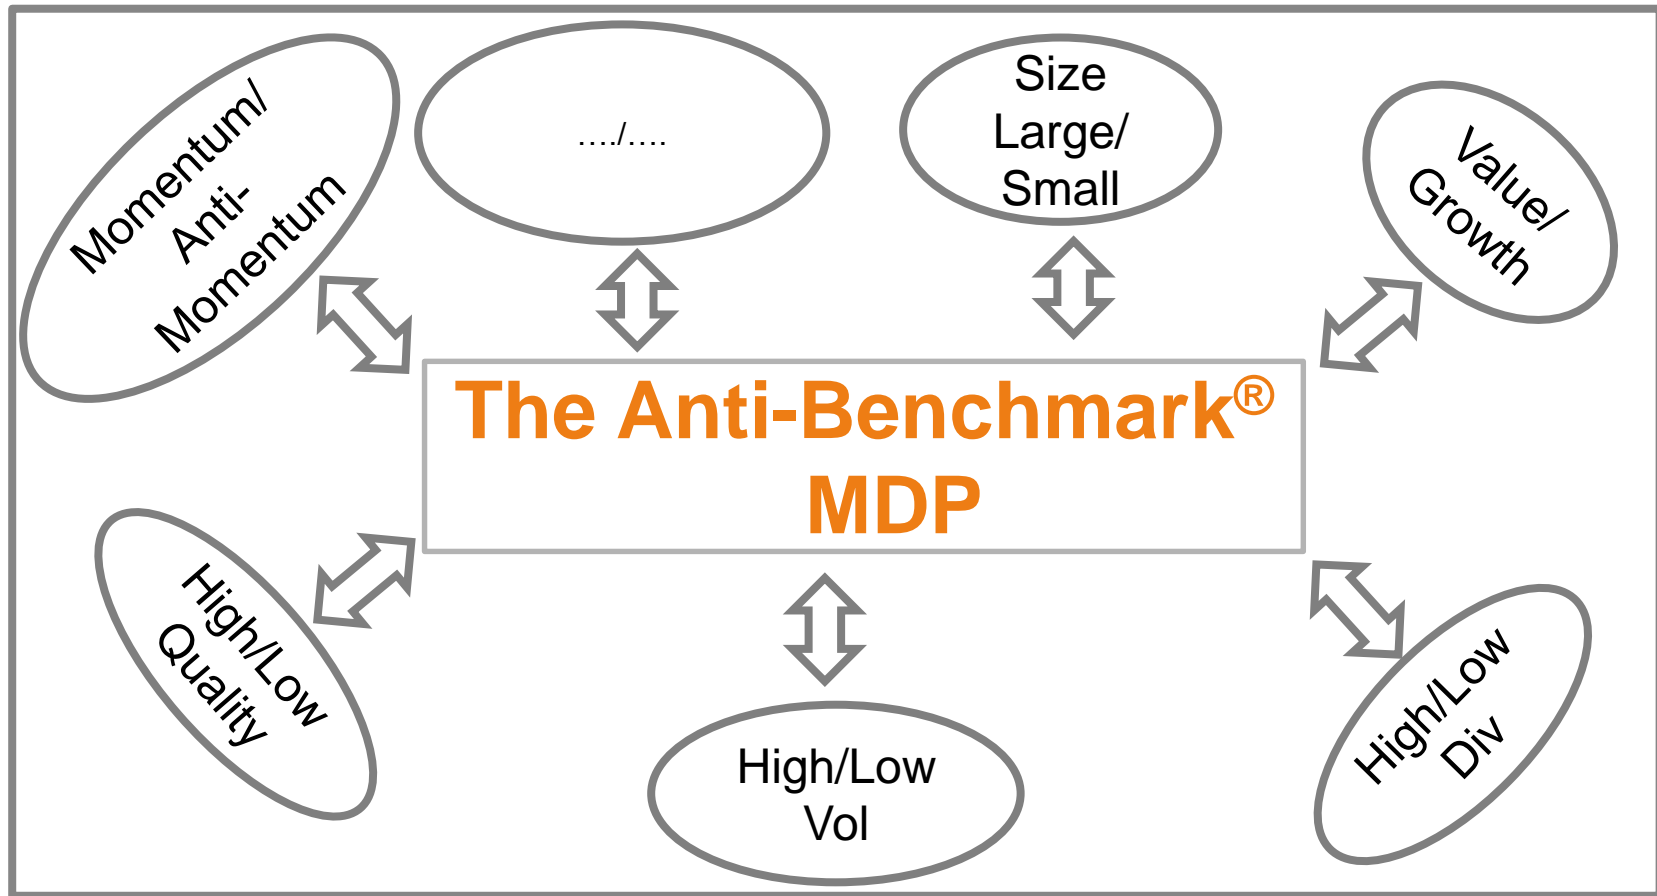 Momentum/
Anti-
Momentum
..../....
Size
Large/
Small
Value/
Growth
The Anti-Benchmark®
MDP
High/Low
Quality
High/Low
Vol
High/Low
Div